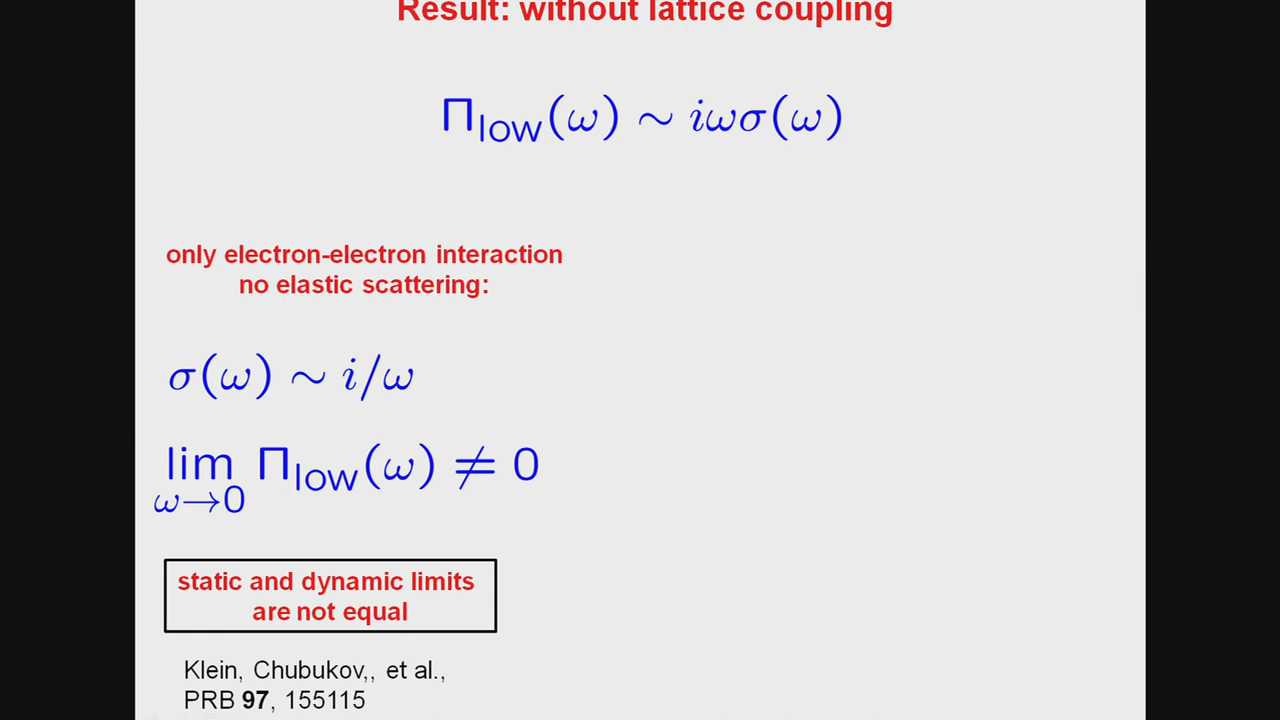 Result: without lattice coupling
Π_low(ω) ∼ iωσ(ω)
only electron-electron interaction
no elastic scattering:
σ(ω) ∼ i/ω
lim_{ω→0} Π_low(ω) ≠ 0
static and dynamic limits
are not equal
Klein, Chubukov,, et al.,
PRB 97, 155115